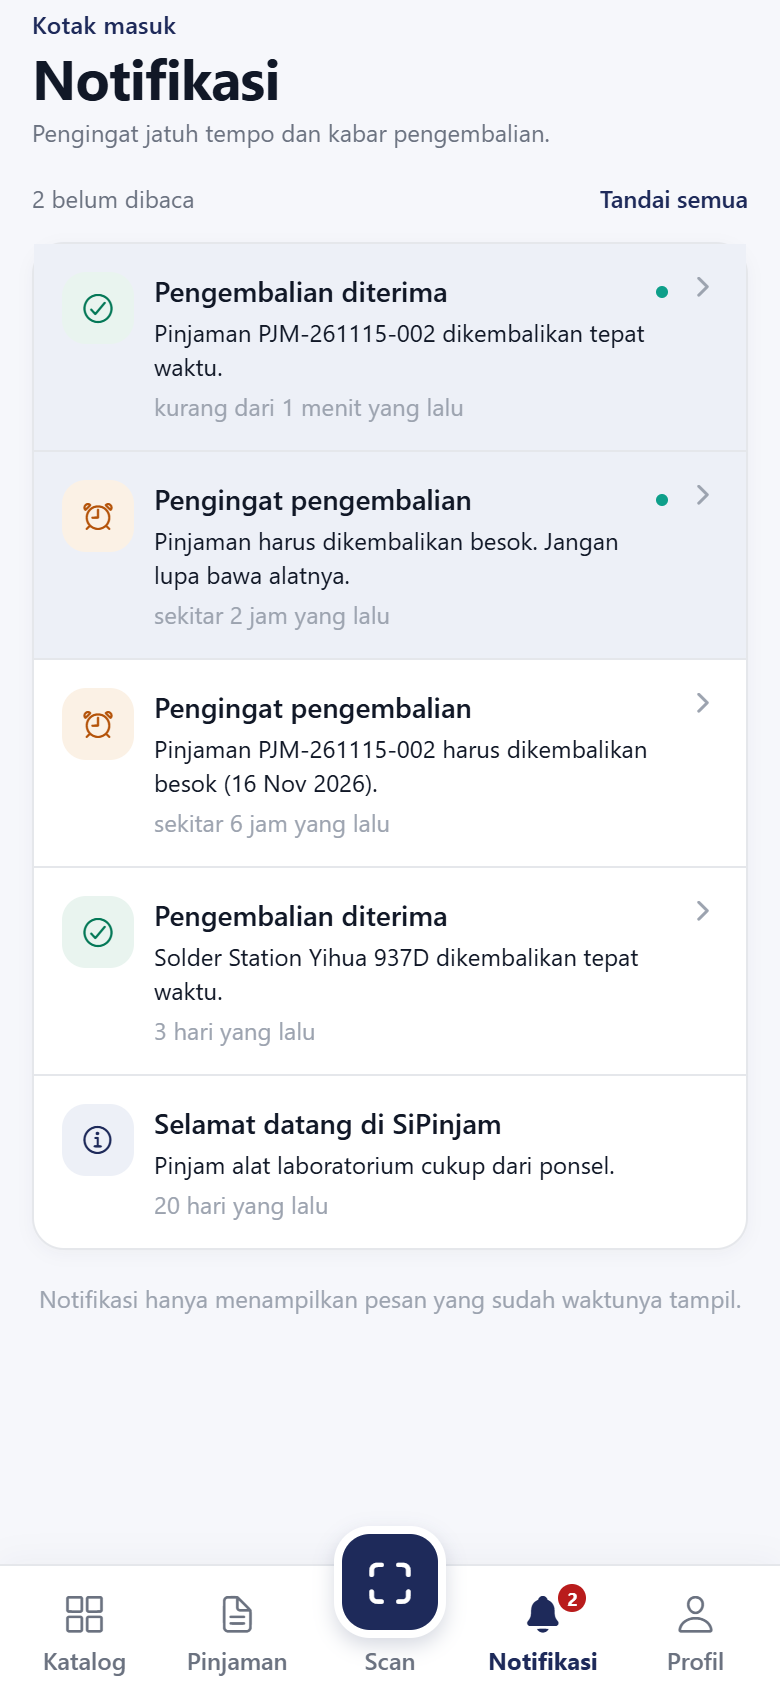 Kotak masuk
Notifikasi
Pengingat jatuh tempo dan kabar pengembalian.
2 belum dibaca
Tandai semua
Pengembalian diterima
Pinjaman PJM-261115-002 dikembalikan tepat
waktu.
kurang dari 1 menit yang lalu
Pengingat pengembalian
Pinjaman harus dikembalikan besok. Jangan
lupa bawa alatnya.
sekitar 2 jam yang lalu
Pengingat pengembalian
Pinjaman PJM-261115-002 harus dikembalikan
besok (16 Nov 2026).
sekitar 6 jam yang lalu
Pengembalian diterima
Solder Station Yihua 937D dikembalikan tepat
waktu.
3 hari yang lalu
Selamat datang di SiPinjam
Pinjam alat laboratorium cukup dari ponsel.
20 hari yang lalu
Notifikasi hanya menampilkan pesan yang sudah waktunya tampil.
2
Katalog
Pinjaman
Scan
Notifikasi
Profil